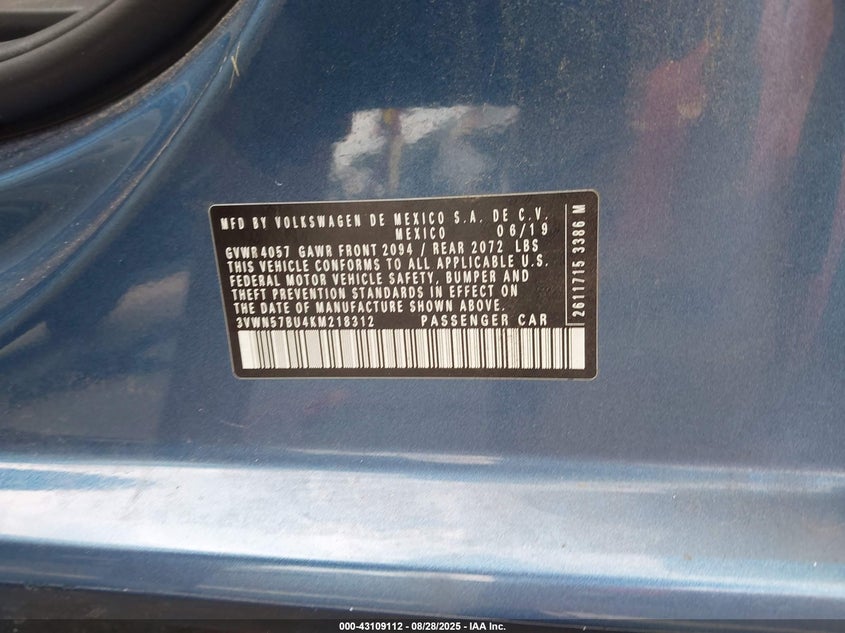 MFD BY VOLKSWAGEN DE MEXICO S.A. DE C.V.
MEXICO 06/19
GVWR 4057 GAWR FRONT 2094 / REAR 2072 LBS
THIS VEHICLE CONFORMS TO ALL APPLICABLE U.S.
FEDERAL MOTOR VEHICLE SAFETY, BUMPER AND
THEFT PREVENTION STANDARDS IN EFFECT ON
THE DATE OF MANUFACTURE SHOWN ABOVE.
3VWN57BU4KM218312 PASSENGER CAR
2611715 3386 M
000-43109112 - 08/28/2025 - IAA Inc.